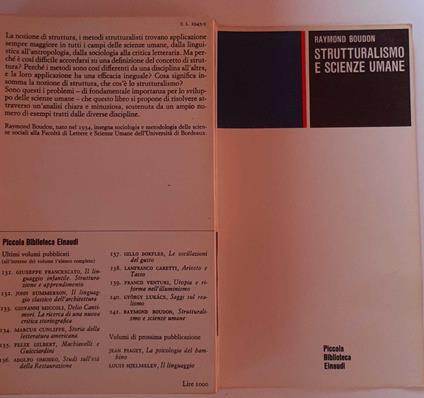 C. L. 2943-2
La nozione di struttura, i metodi strutturalisti trovano applicazione
sempre maggiore in tutti i campi delle scienze umane, dalla lingui-
stica all'antropologia, dalla sociologia alla critica letteraria. Ma per-
ché è cosí difficile accordarsi su una definizione del concetto di strut-
tura? Perché i metodi sono cosí differenti da una disciplina all'altra,
e la loro applicazione ha una efficacia ineguale? Cosa significa in-
somma la nozione di struttura, che cos'è lo strutturalismo?
Sono questi i problemi – di fondamentale importanza per lo svilup-
po delle scienze umane – che questo libro si propone di risolvere at-
traverso un'analisi chiara e minuziosa, sostenuta da un ampio nu-
mero di esempi tratti dalle diverse discipline.
Raymond Boudon, nato nel 1934, insegna sociologia e metodologia delle scien-
ze sociali alla Facoltà di Lettere e Scienze Umane dell'Università di Bordeaux.
Piccola Biblioteca Einaudi
Ultimi volumi pubblicati
(all'interno del volume l'elenco completo)
131. GIUSEPPE FRANCESCATO, Il lin-
guaggio infantile. Strutturazio-
ne e apprendimento
132. JOHN SUMMERSON, Il linguag-
gio classico dell'architettura
133. GIOVANNI MICCOLI, Delio Canti-
mori. La ricerca di una nuova
critica storiografica
134. MARCUS CUNLIFFE, Storia della
letteratura americana
135. FELIX GILBERT, Machiavelli e
Guicciardini
136. ADOLFO OMODEO, Studi sull'età
della Restaurazione
137. GILLO DORFLES, Le oscillazioni
del gusto
138. LANFRANCO CARETTI, Ariosto e
Tasso
139. FRANCO VENTURI, Utopia e ri-
forma nell'illuminismo
140. GYÖRGY LUKÁCS, Saggi sul rea-
lismo
141. RAYMOND BOUDON, Strutturali-
smo e scienze umane
Volumi di prossima pubblicazione
JEAN PIAGET, La psicologia del bam-
bino
LOUIS HJELMSLEV, Il linguaggio
Lire 1000
RAYMOND BOUDON
STRUTTURALISMO
E SCIENZE UMANE
Piccola
Biblioteca
Einaudi